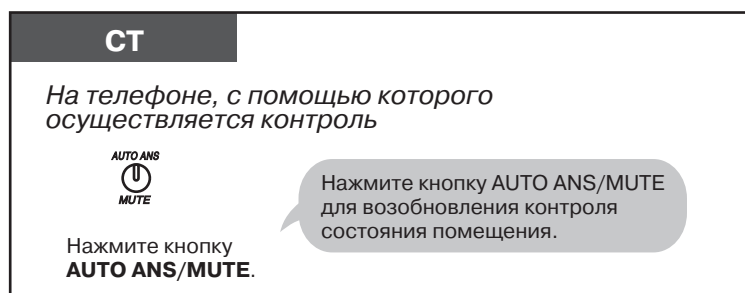 СТ
На телефоне, с помощью которого
осуществляется контроль
AUTO ANS
MUTE
Нажмите кнопку
AUTO ANS/MUTE.
Нажмите кнопку AUTO ANS/MUTE
для возобновления контроля
состояния помещения.